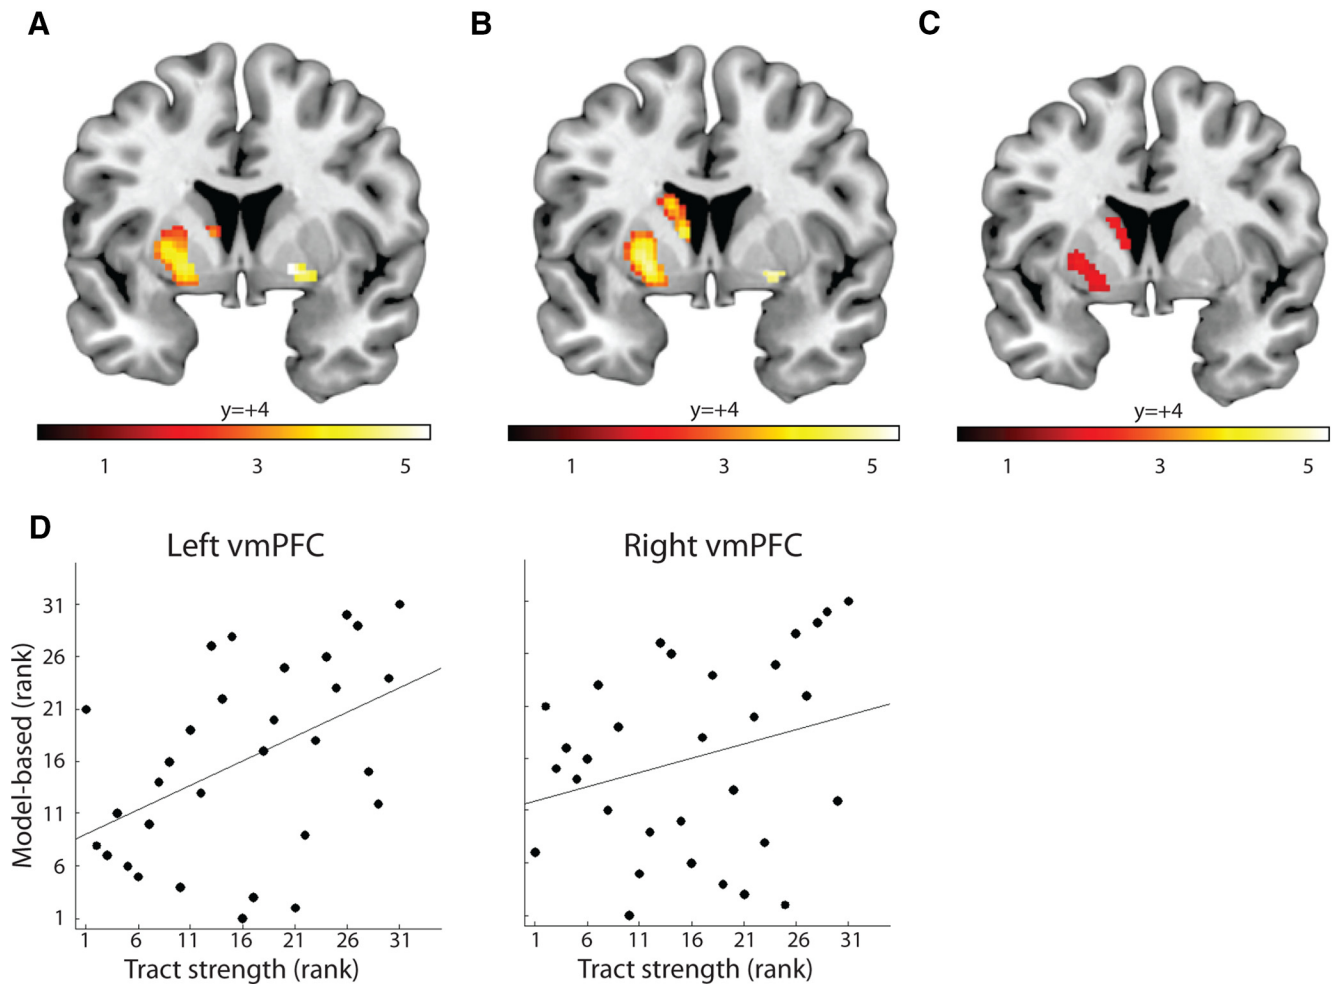 A
B
C
y=+4
y=+4
y=+4
1 3 5
1 3 5
1 3 5
D
Left vmPFC
Right vmPFC
Model-based (rank)
31
26
21
16
11
6
1
1 6 11 16 21 26 31
1 6 11 16 21 26 31
Tract strength (rank)
Tract strength (rank)